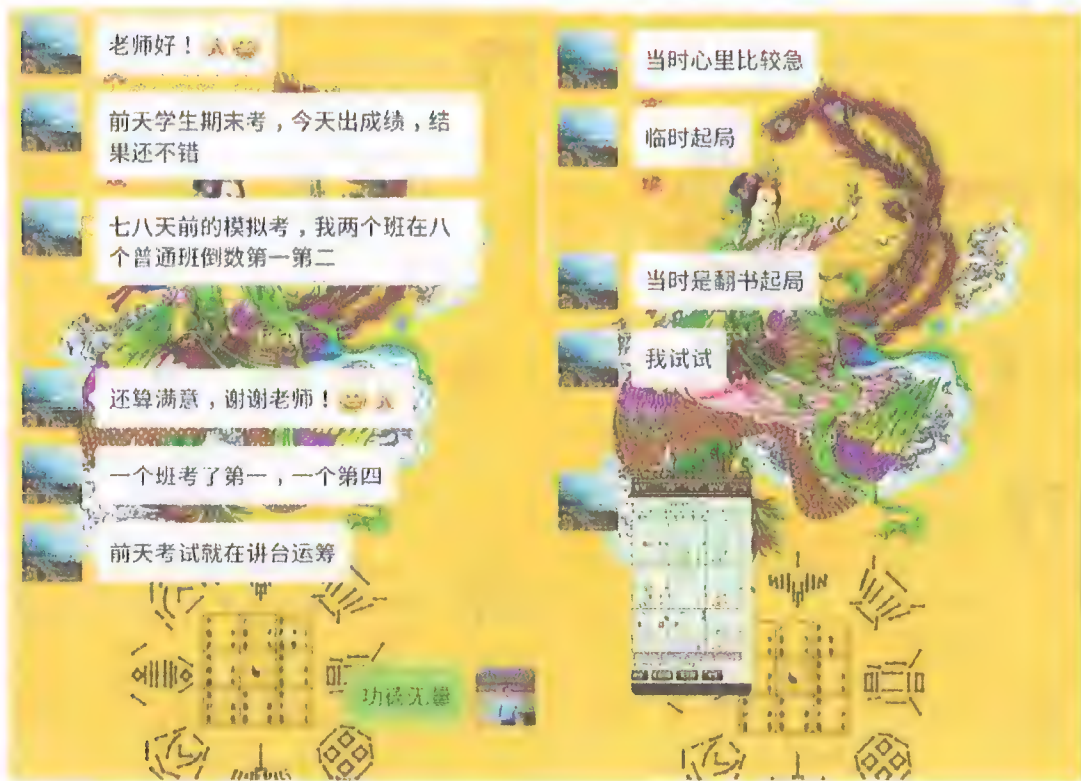 老师好！
前天学生期末考，今天出成绩，结
果还不错
七八天前的模拟考，我两个班在八
个普通班倒数第一第二
还算满意，谢谢老师！
一个班考了第一，一个第四
前天考试就在讲台运筹
功德无量
当时心里比较急
临时起局
当时是翻书起局
我试试